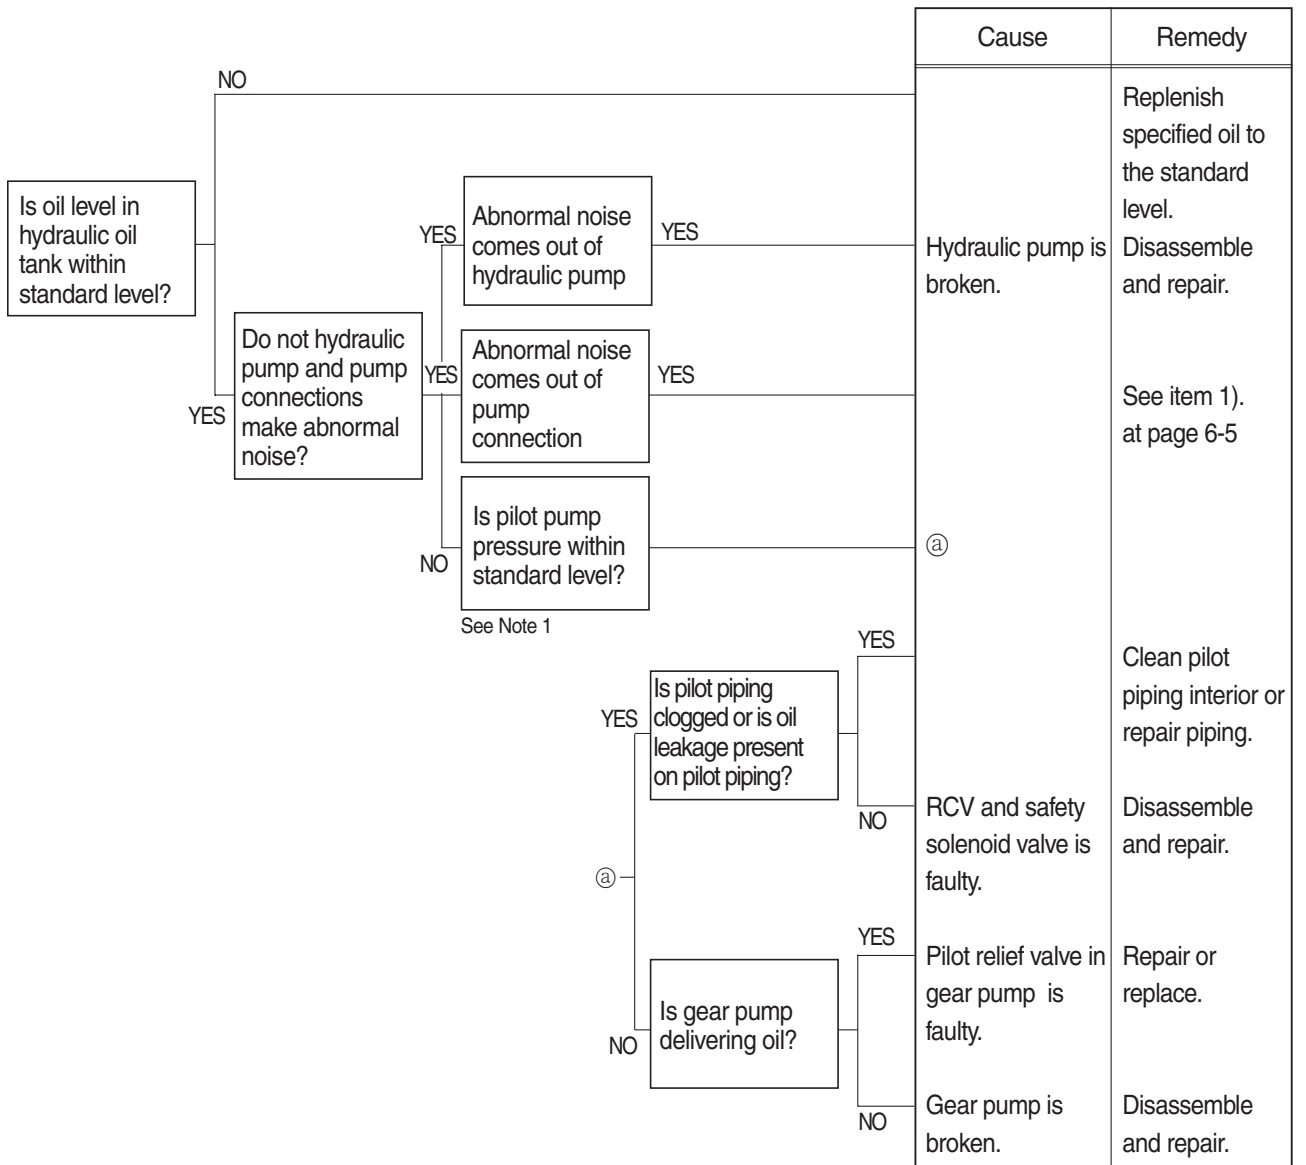 Cause
Remedy
NO
Replenish
specified oil to
the standard
level.
Is oil level in
hydraulic oil
tank within
standard level?
YES
Abnormal noise
comes out of
hydraulic pump
YES
Hydraulic pump is
broken.
Disassemble
and repair.
YES
Do not hydraulic
pump and pump
connections
make abnormal
noise?
YES
Abnormal noise
comes out of
pump
connection
YES
See item 1).
at page 6-5
NO
Is pilot pump
pressure within
standard level?
ⓐ
See Note 1
YES
Is pilot piping
clogged or is oil
leakage present
on pilot piping?
YES
Clean pilot
piping interior or
repair piping.
NO
RCV and safety
solenoid valve is
faulty.
Disassemble
and repair.
ⓐ
NO
Is gear pump
delivering oil?
YES
Pilot relief valve in
gear pump is
faulty.
Repair or
replace.
NO
Gear pump is
broken.
Disassemble
and repair.